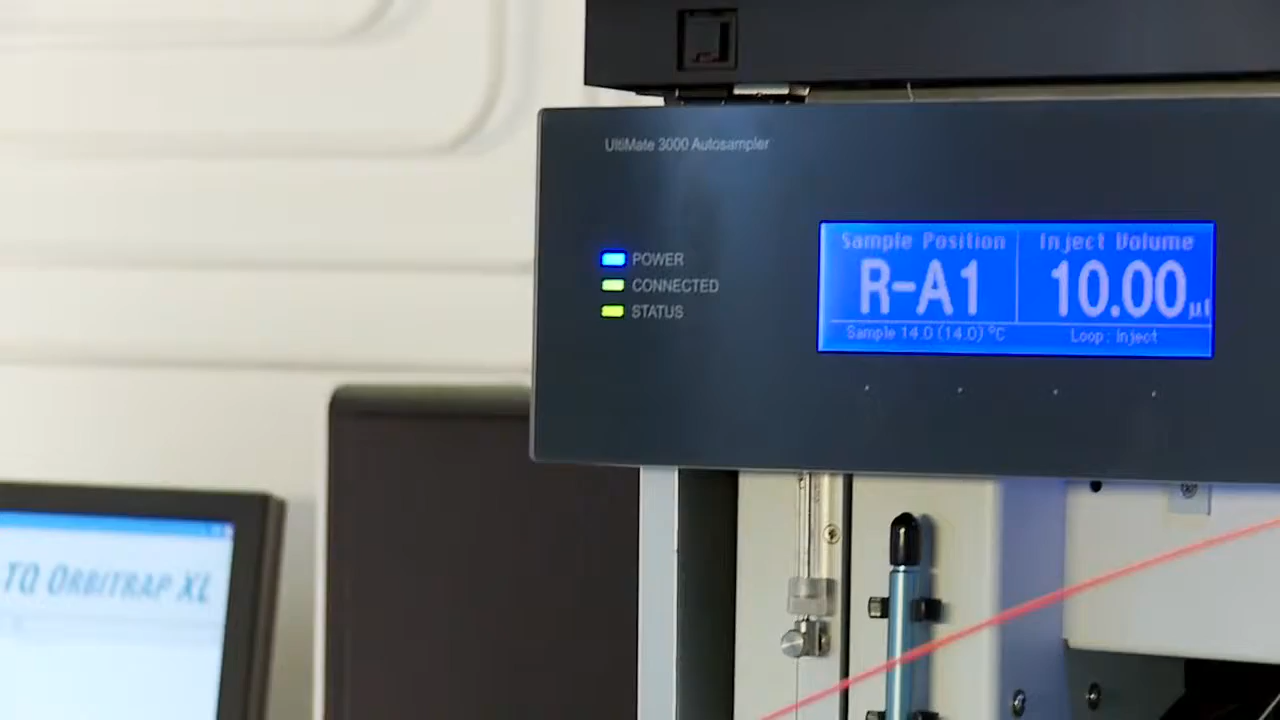 UltiMate 3000 Autosampler
POWER
CONNECTED
STATUS
Sample Position
R-A1
Sample 14.0 (14.0) °C
Inject Volume
10.00 µl
Loop: Inject
TQ ORBITRAP XL